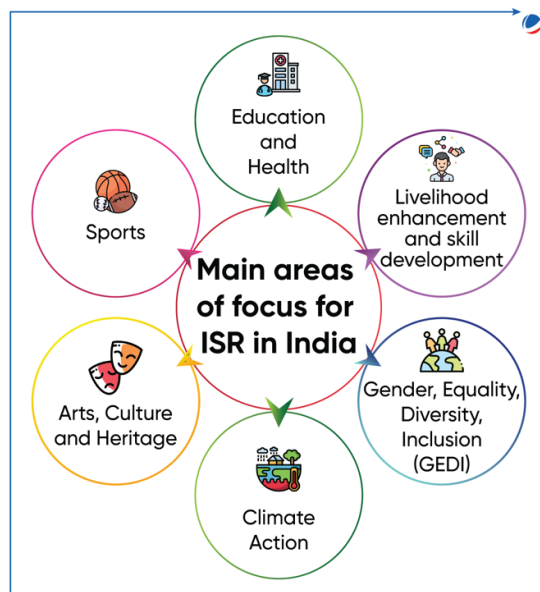 Education
and
Health
Livelihood
enhancement
and skill
development
Gender, Equality,
Diversity,
Inclusion
(GEDI)
Climate
Action
Arts, Culture
and Heritage
Sports
Main areas
of focus for
ISR in India